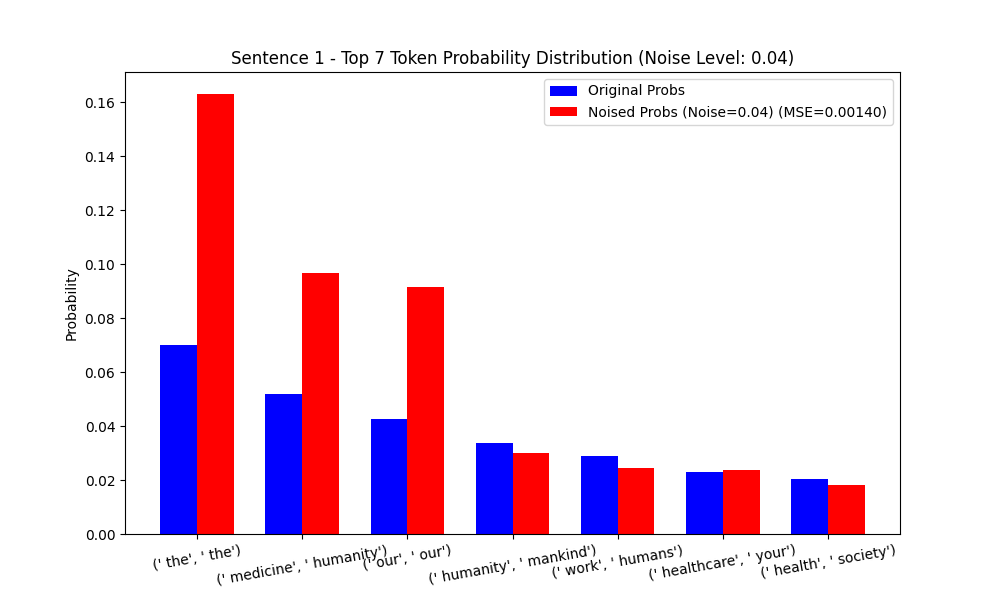 Sentence 1 - Top 7 Token Probability Distribution (Noise Level: 0.04)
Original Probs
Noised Probs (Noise=0.04) (MSE=0.00140)
Probability
0.16
0.14
0.12
0.10
0.08
0.06
0.04
0.02
0.00
(' the', ' the')
(' medicine', ' humanity')
(' our', ' our')
(' humanity', ' mankind')
(' work', ' humans')
(' healthcare', ' your')
(' health', ' society')